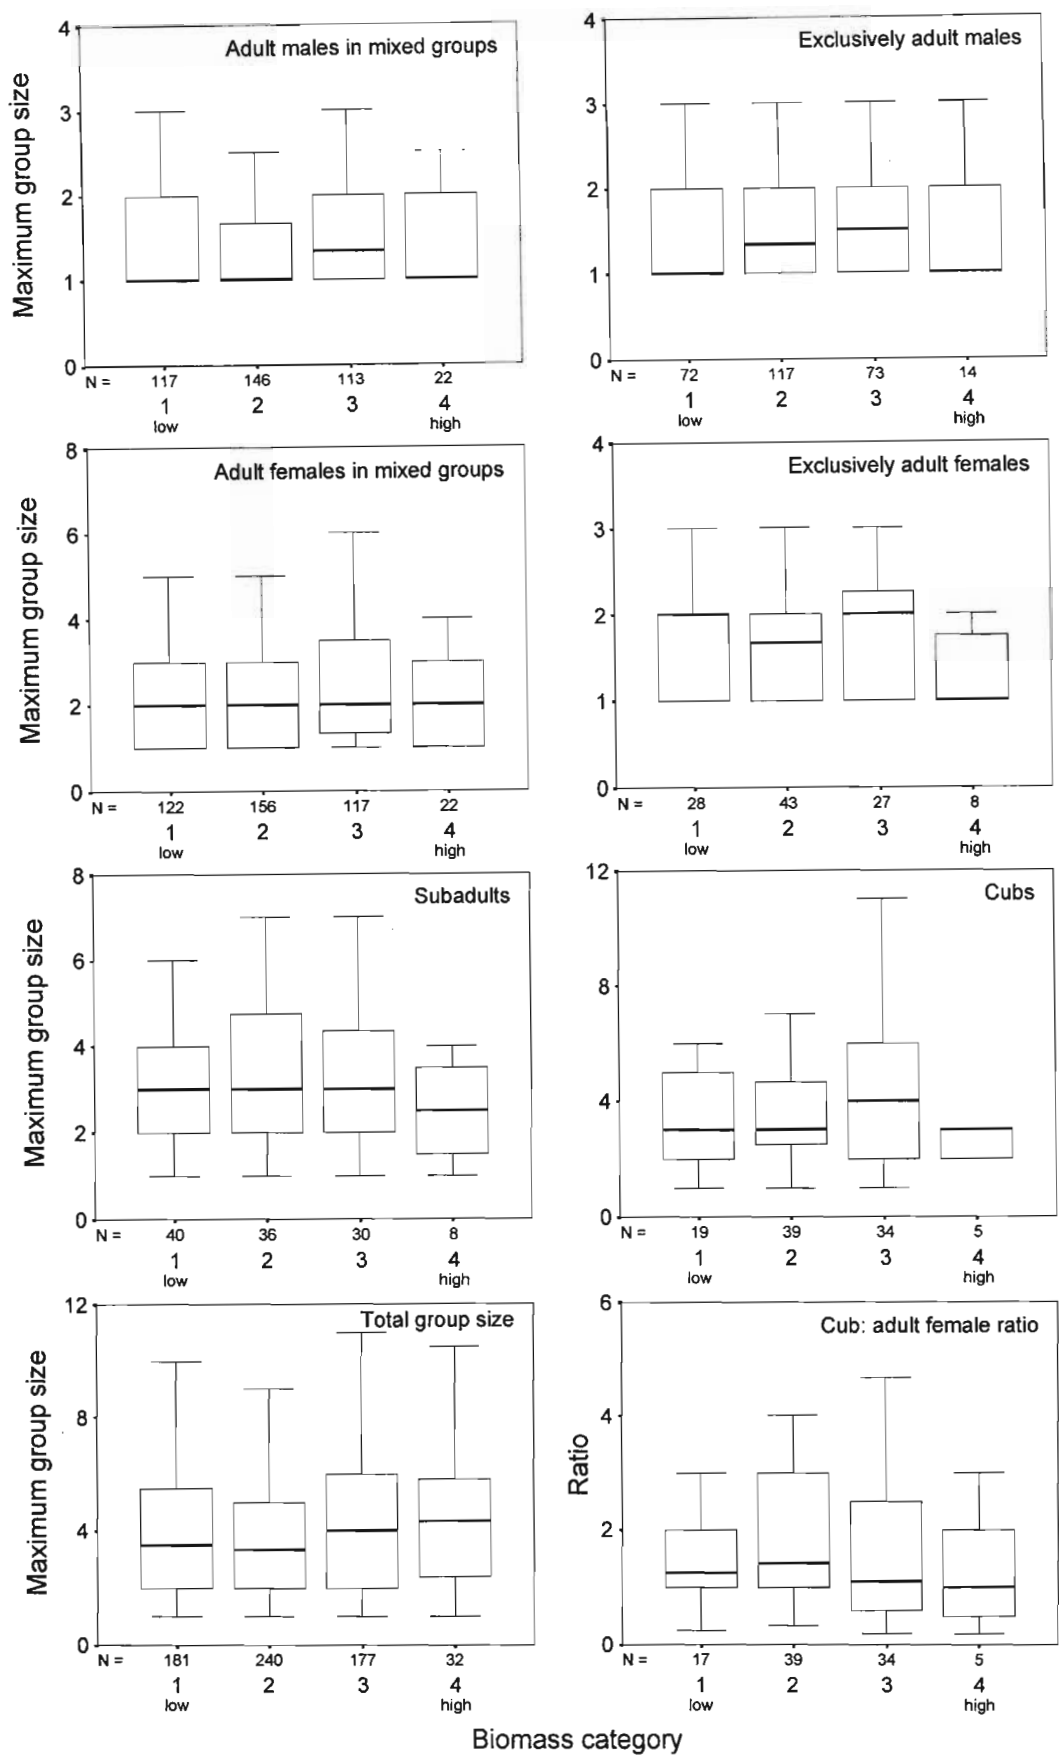 Adult males in mixed groups
Maximum group size
4
3
2
1
0
N = 117 146 113 22
1 2 3 4
low high
Exclusively adult males
4
3
2
1
0
N = 72 117 73 14
1 2 3 4
low high
Adult females in mixed groups
Maximum group size
8
6
4
2
0
N = 122 156 117 22
1 2 3 4
low high
Exclusively adult females
4
3
2
1
0
N = 28 43 27 8
1 2 3 4
low high
Subadults
Maximum group size
8
6
4
2
0
N = 40 36 30 8
1 2 3 4
low high
Cubs
12
8
4
0
N = 19 39 34 5
1 2 3 4
low high
Total group size
Maximum group size
12
8
4
0
N = 181 240 177 32
1 2 3 4
low high
Cub: adult female ratio
Ratio
6
4
2
0
N = 17 39 34 5
1 2 3 4
low high
Biomass category